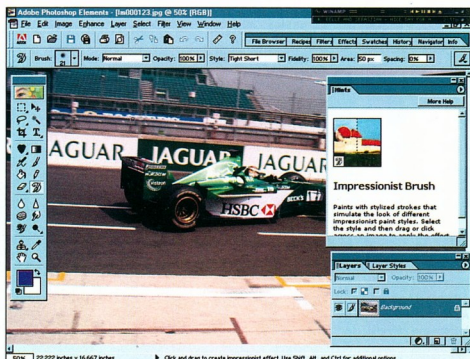 Adobe Photoshop Elements - [Im000123.jpg @ 50% (RGB)]
File Edit Image Enhance Layer Select Filter View Window Help
File Browser Recipes Filters Effects Swatches History Navigator Info
Brush: 21 Mode: Normal Opacity: 100% Style: Tight Short Fidelity: 100% Area: 50 px Spacing: 0%
Hints
More Help
Impressionist Brush
Paints with stylized strokes that
simulate the look of different
impressionist paint styles. Select
the style and then drag or click
JAGUAR JAGUAR JAGUAR
HSBC
BECK'S
Layers Layer Styles
Normal Opacity: 100%
Lock:
Background
50% 22.222 inches x 16.667 inches Click and drag to create impressionist effect. Use Shift, Alt, and Ctrl for additional options.